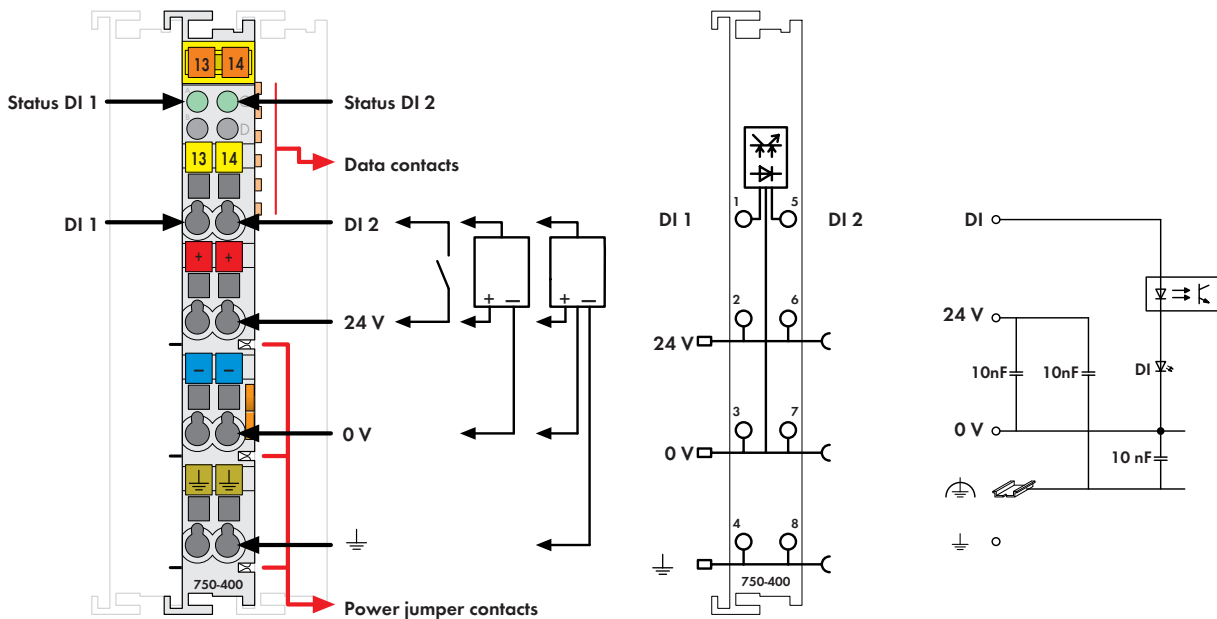 13 14
A C
Status DI 1 Status DI 2
B D
13 14
Data contacts
DI 1 DI 2
+ +
+ − + −
24 V
− −
0 V
750-400
Power jumper contacts
1 5
DI 1 DI 2
2 6
24 V
3 7
0 V
4 8
750-400
DI
24 V
10nF 10nF DI
0 V
10 nF